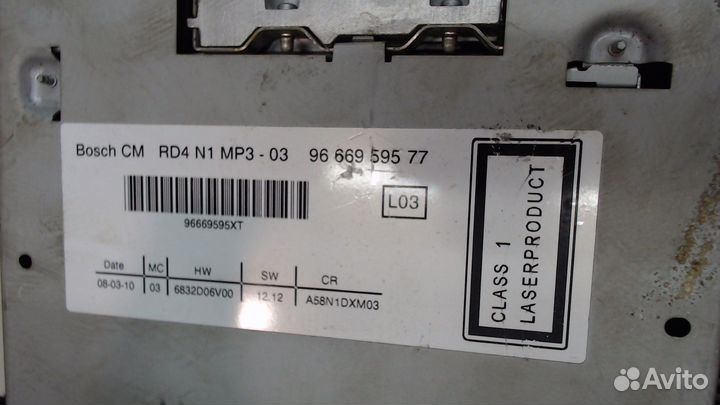 Bosch CM RD4 N1 MP3 - 03 96 669 595 77
96669595XT
L03
Date MC HW SW CR
08-03-10 03 6832D06V00 12.12 A58N1DXM03
CLASS 1
LASERPRODUCT
Avito